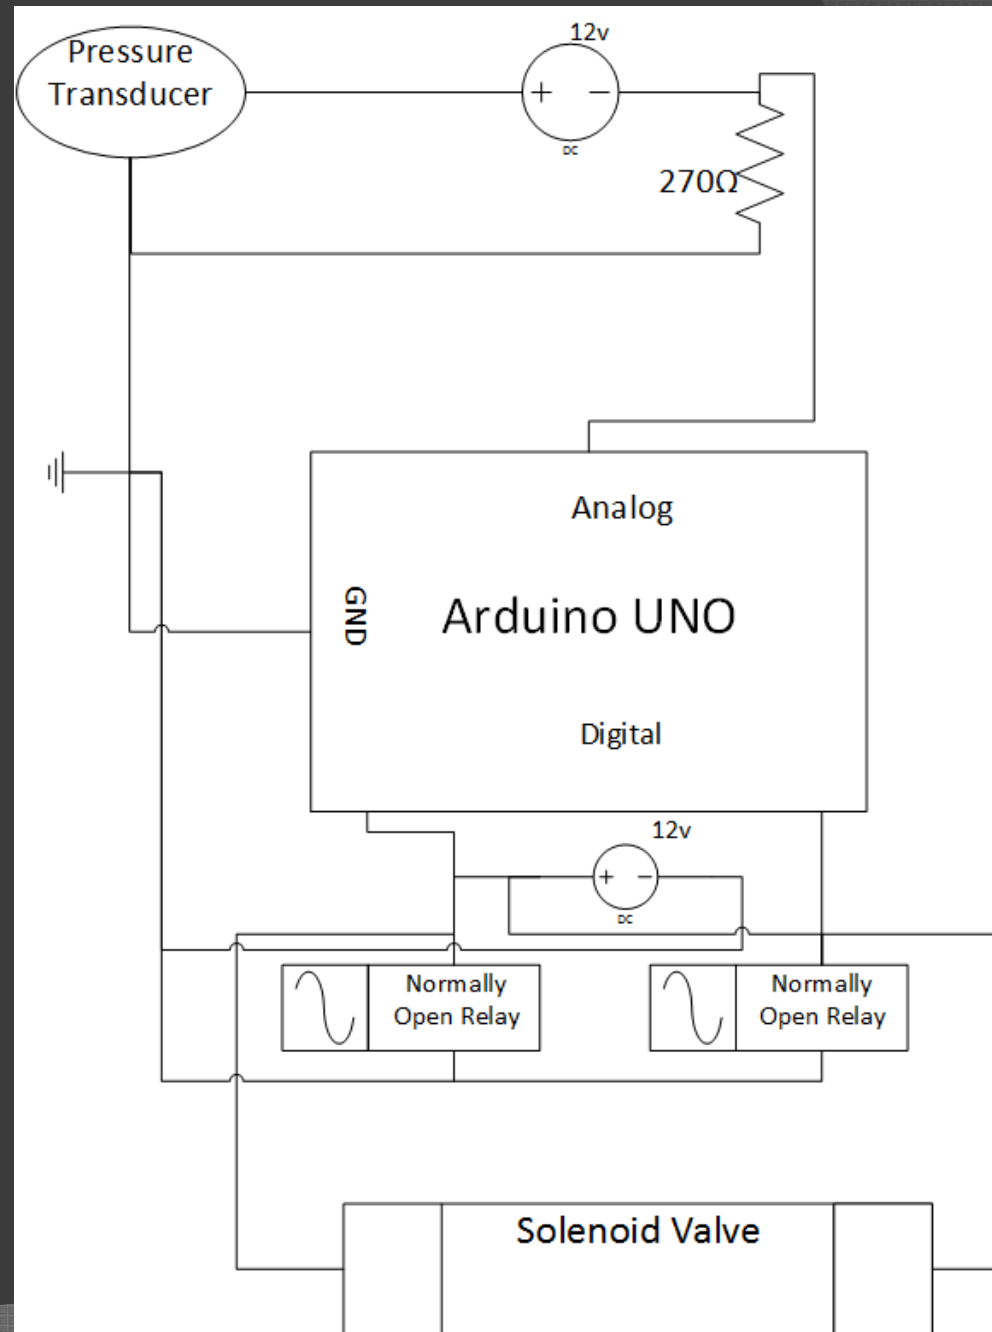 Pressure
Transducer
12v
+ −
DC
270Ω
Analog
GND
Arduino UNO
Digital
12v
+ −
DC
Normally
Open Relay
Normally
Open Relay
Solenoid Valve